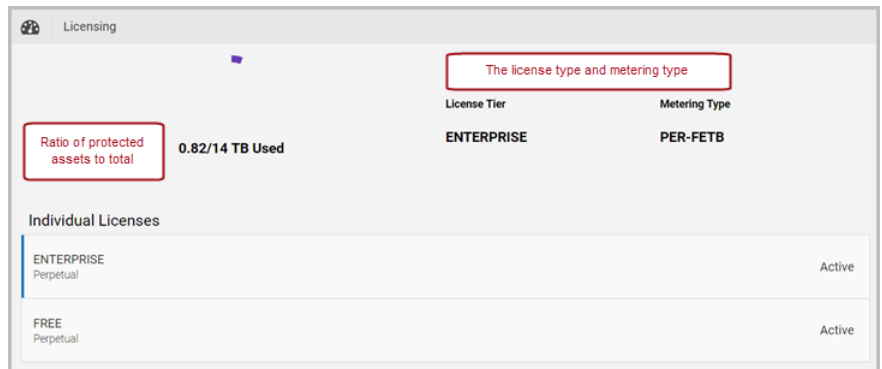 Licensing
The license type and metering type
License Tier
Metering Type
ENTERPRISE
PER-FETB
Ratio of protected
assets to total
0.82/14 TB Used
Individual Licenses
ENTERPRISE
Perpetual
Active
FREE
Perpetual
Active